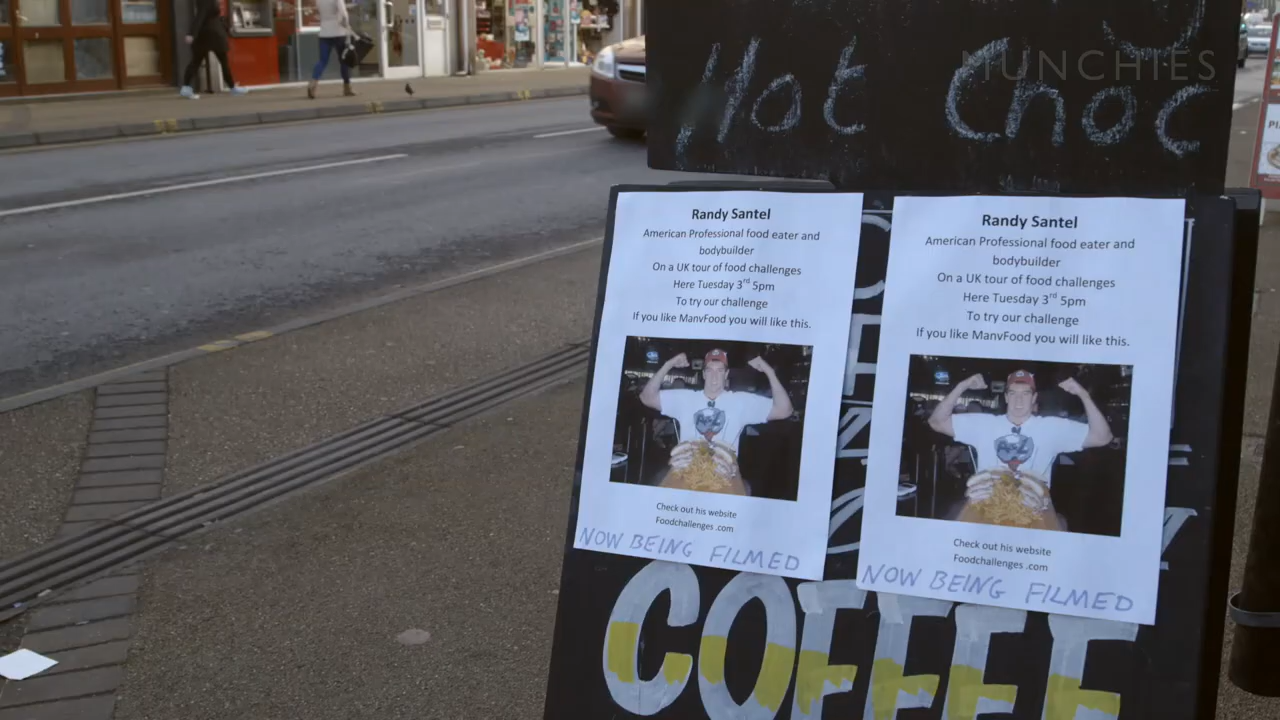 MUNCHIES
Hot Choc
Randy Santel
American Professional food eater and
bodybuilder
On a UK tour of food challenges
Here Tuesday 3rd 5pm
To try our challenge
If you like ManvFood you will like this.
Check out his website
Foodchallenges .com
NOW BEING FILMED
Randy Santel
American Professional food eater and
bodybuilder
On a UK tour of food challenges
Here Tuesday 3rd 5pm
To try our challenge
If you like ManvFood you will like this.
Check out his website
Foodchallenges .com
NOW BEING FILMED
COFFEE